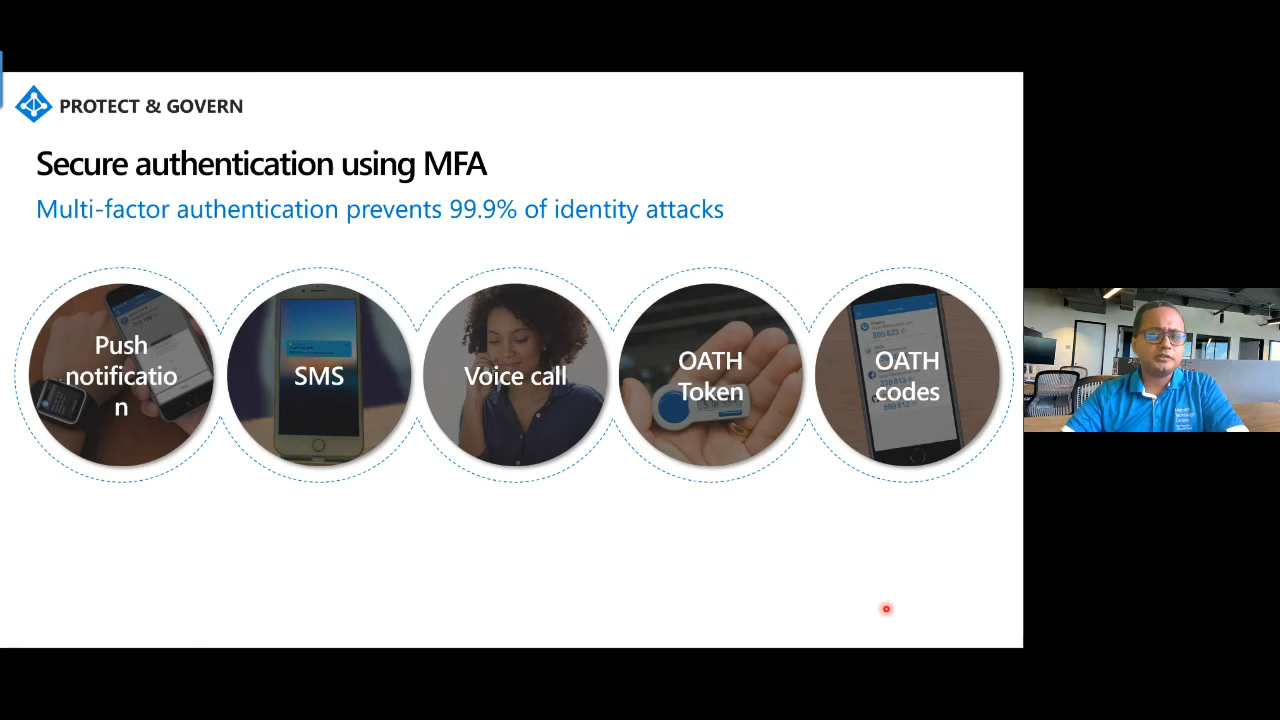 PROTECT & GOVERN
Secure authentication using MFA
Multi-factor authentication prevents 99.9% of identity attacks
Push
notificatio
n
SMS
Voice call
OATH
Token
OATH
codes